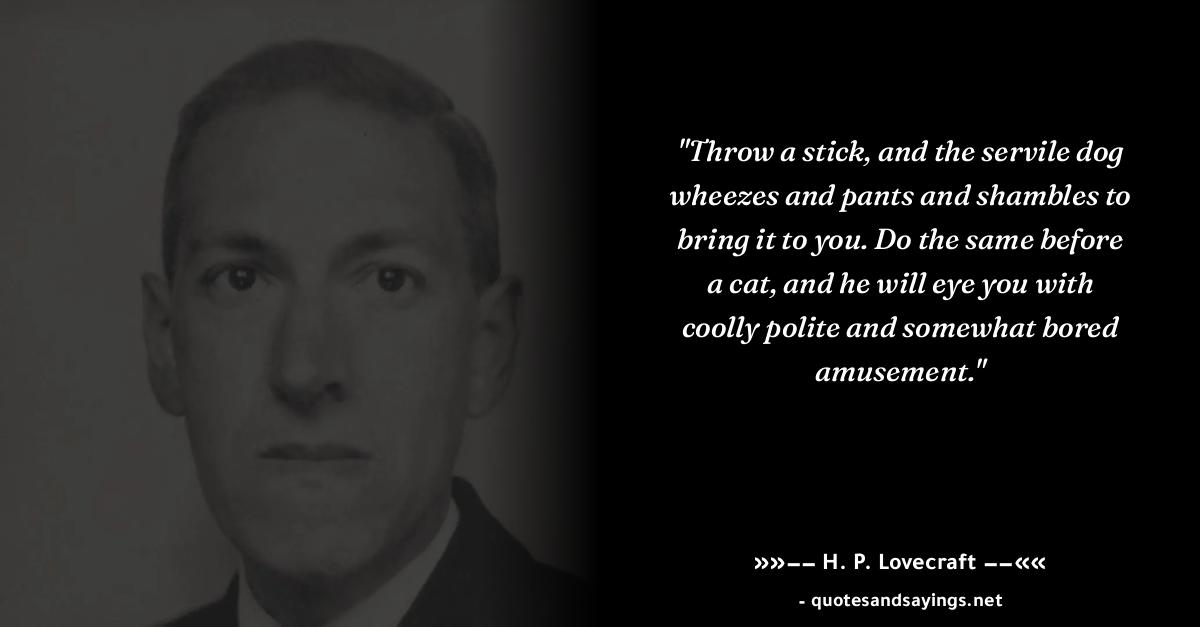 "Throw a stick, and the servile dog
wheezes and pants and shambles to
bring it to you. Do the same before
a cat, and he will eye you with
coolly polite and somewhat bored
amusement."
»»–– H. P. Lovecraft ––««
- quotesandsayings.net